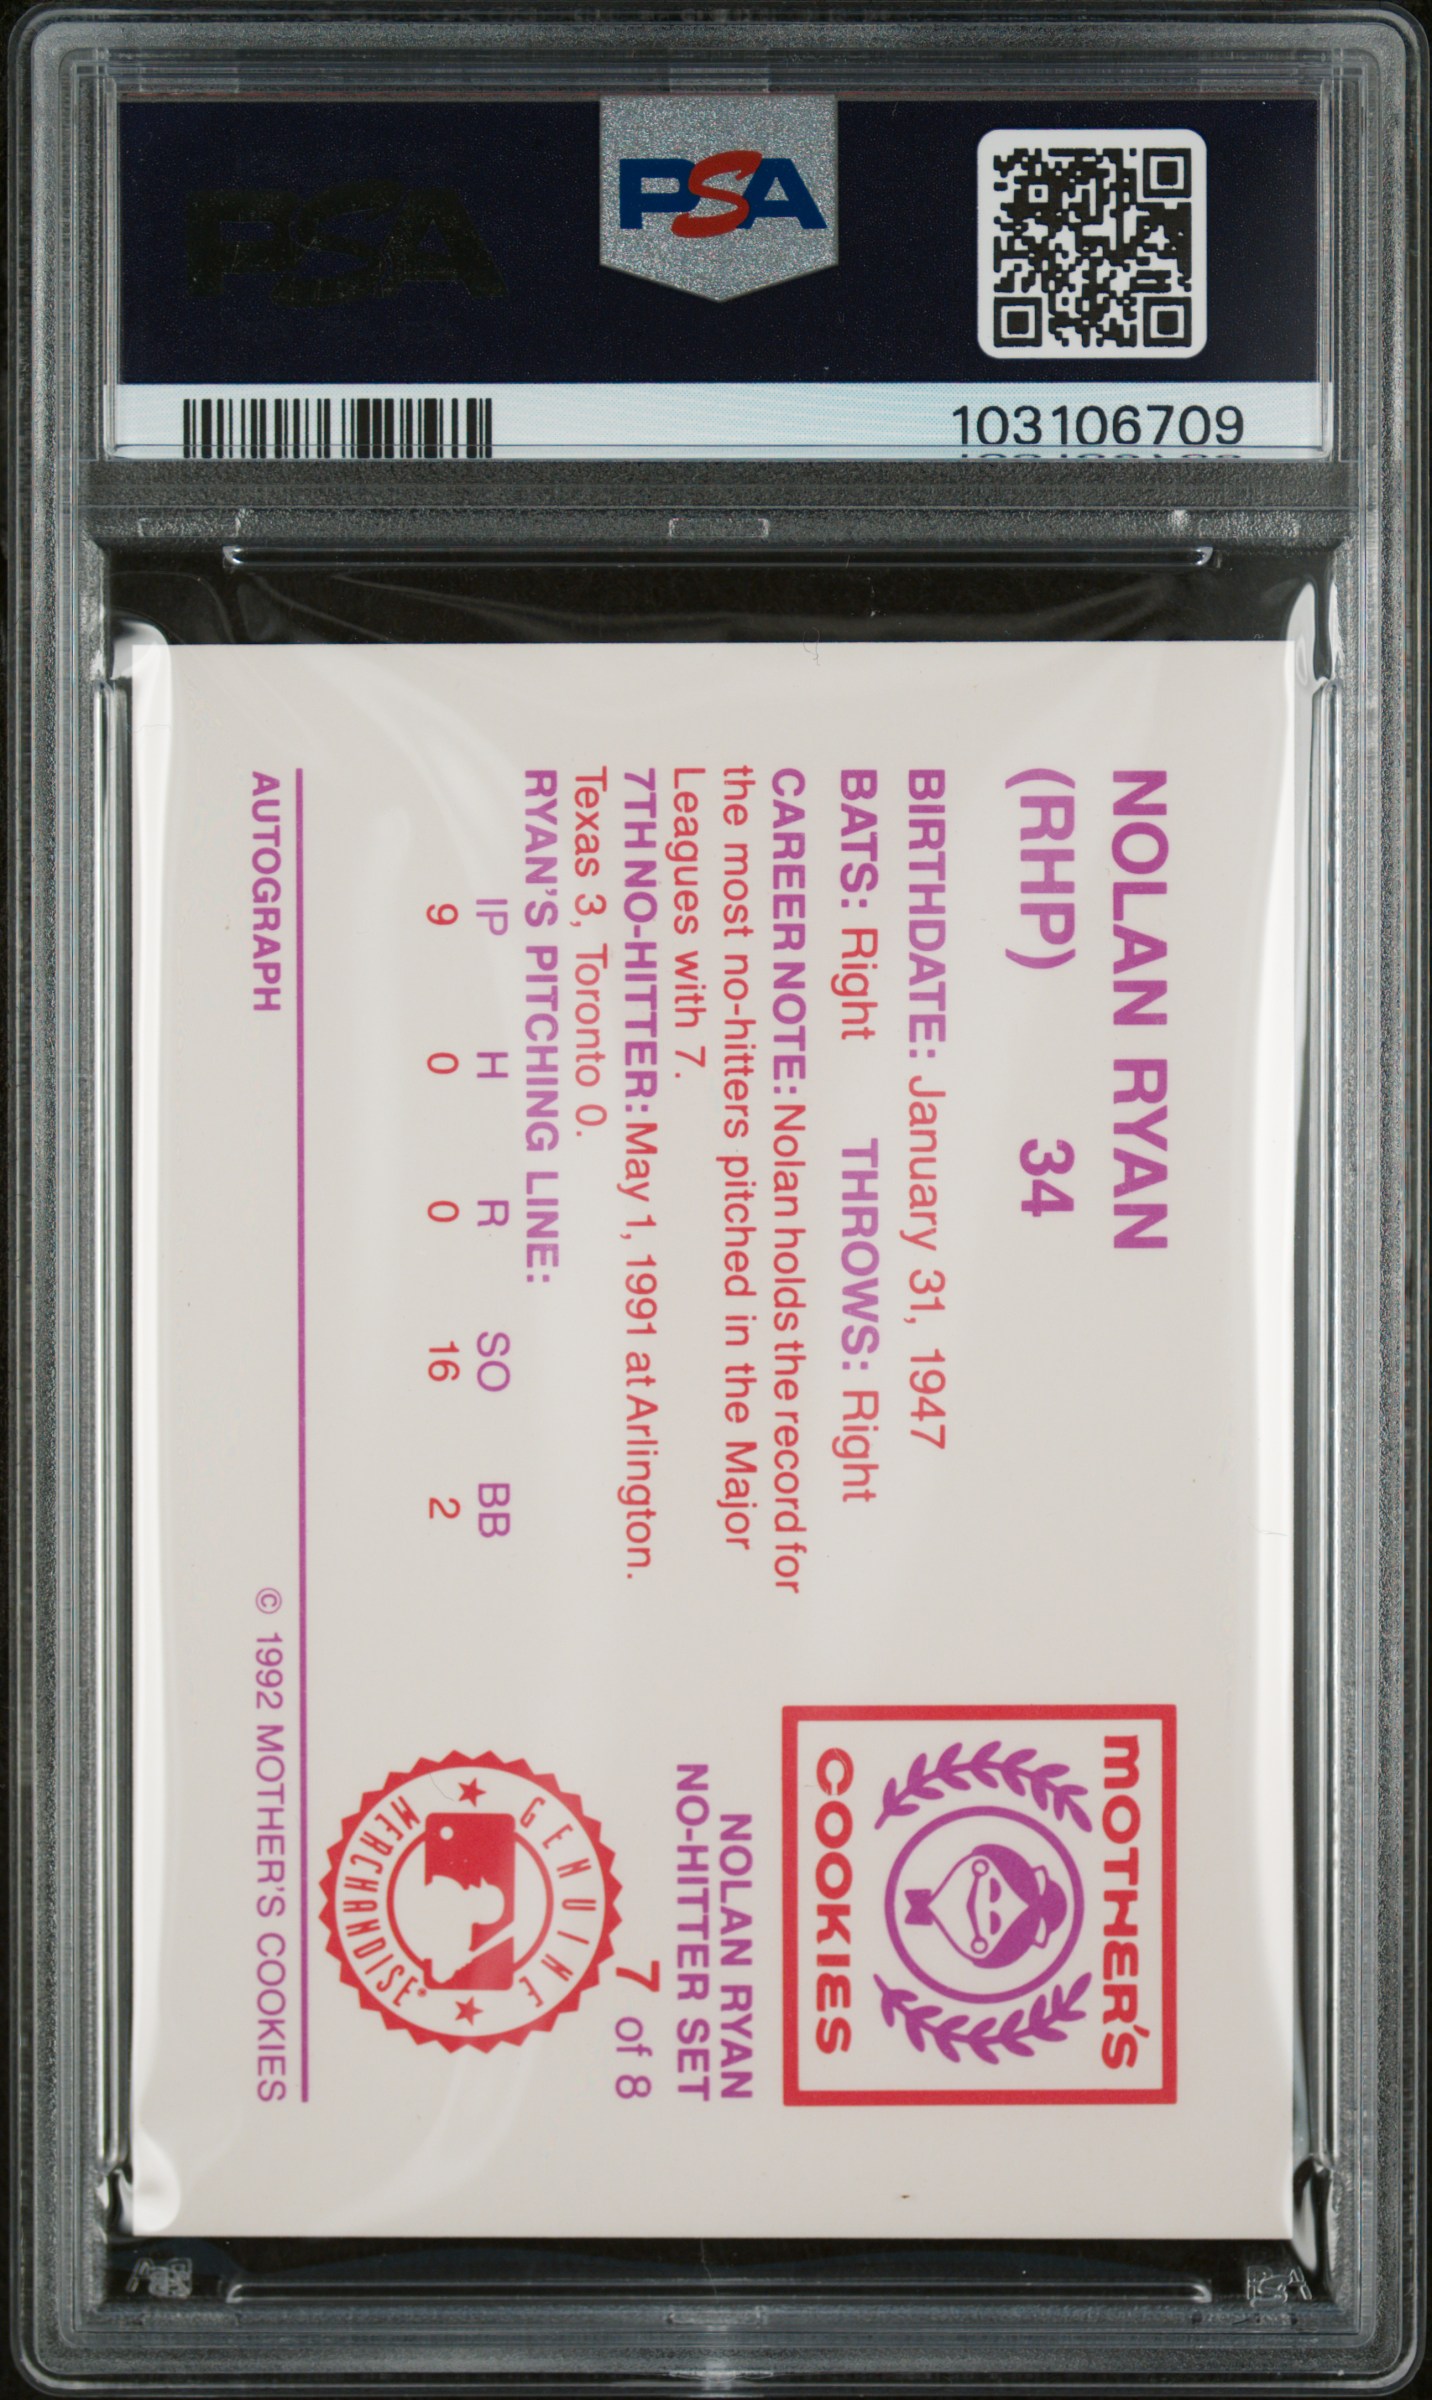 PSA
PSA
103106709
NOLAN RYAN
(RHP) 34
BIRTHDATE: January 31, 1947
BATS: Right THROWS: Right
CAREER NOTE: Nolan holds the record for
the most no-hitters pitched in the Major
Leagues with 7.
7TH NO-HITTER: May 1, 1991 at Arlington.
Texas 3, Toronto 0.
RYAN'S PITCHING LINE:
IP H R SO BB
9 0 0 16 2
AUTOGRAPH
© 1992 MOTHER'S COOKIES
MOTHER'S
COOKIES
NOLAN RYAN
NO-HITTER SET
7 of 8
GENUINE
MERCHANDISE®
PSA
PSA